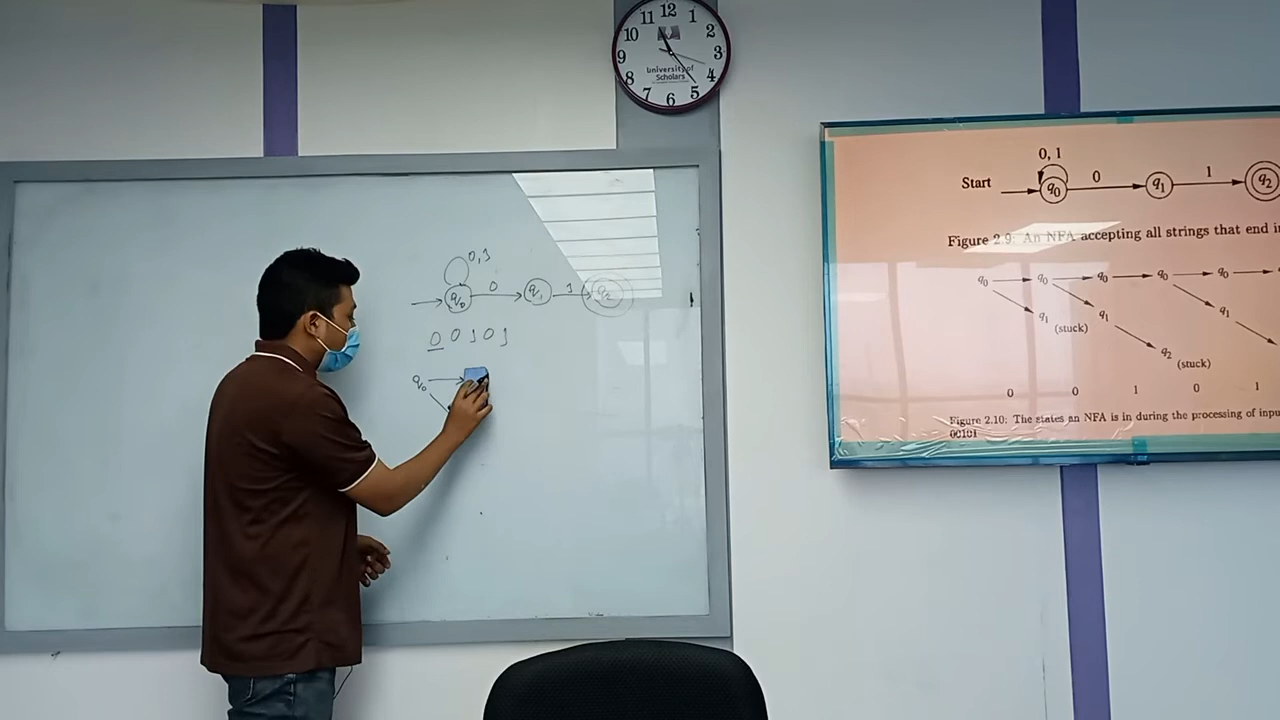 12
11 1
10 2
9 3
8 4
7 5
6
University of
Scholars
0,1
q0 0 q1 1 q2
0 0 1 0 1
q0
0, 1
Start q0 0 q1 1 q2
Figure 2.9: An NFA accepting all strings that end
q0 q0 q0 q0 q0
q1 q1 q1
(stuck)
q2 (stuck)
0 0 1 0 1
Figure 2.10: The states an NFA is in during the processing of
00101